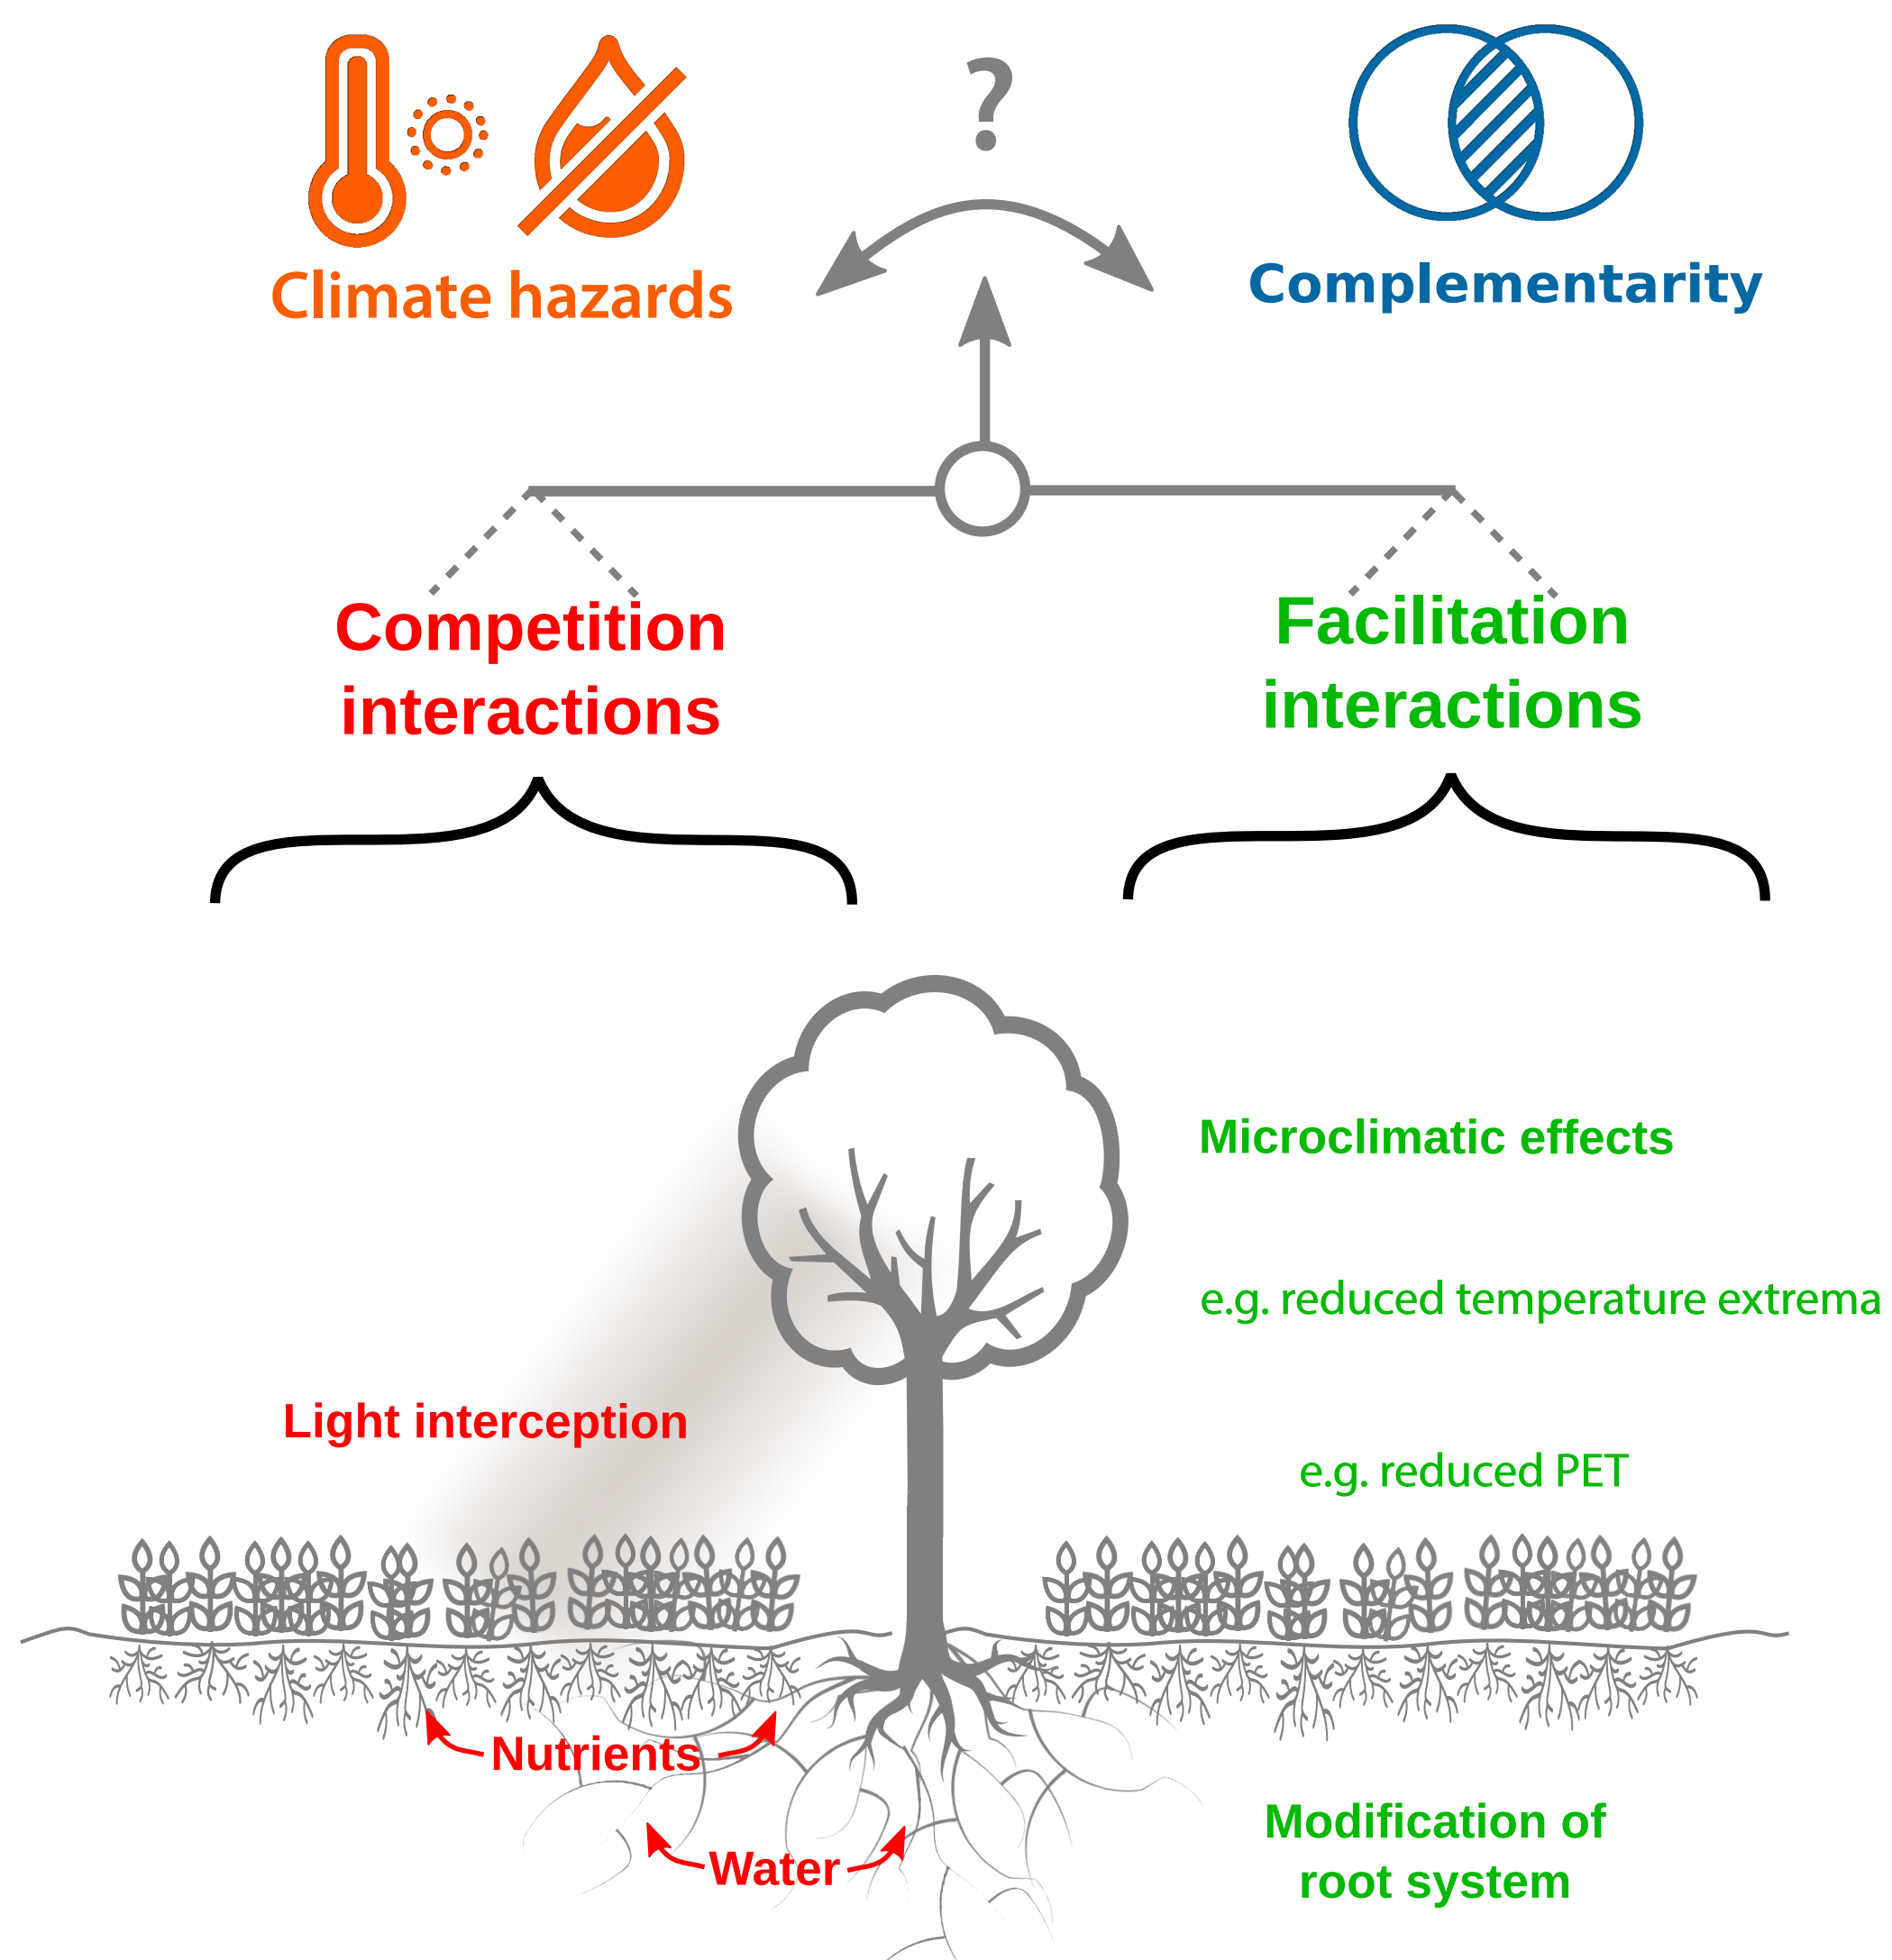 ?
Climate hazards
Complementarity
Competition
interactions
Facilitation
interactions
Microclimatic effects
e.g. reduced temperature extrema
Light interception
e.g. reduced PET
Nutrients
Water
Modification of
root system